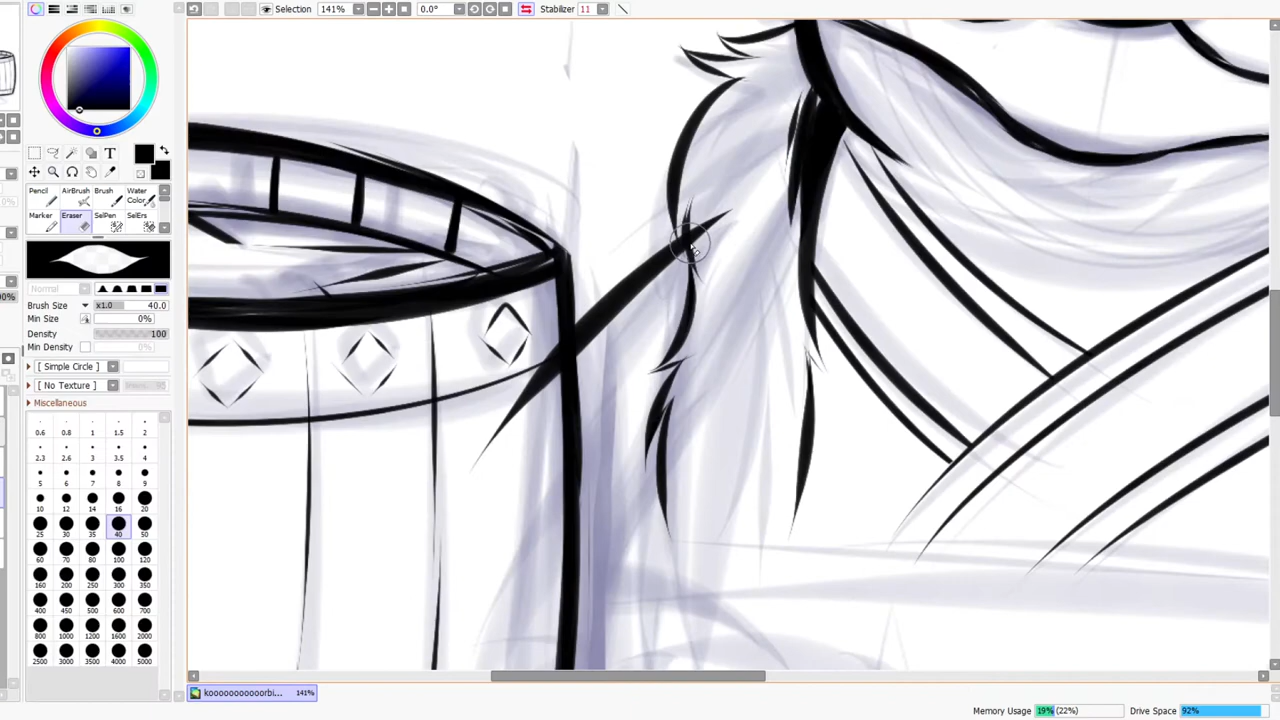 Selection 141% 0.0° Stabilizer 11
T
Pencil AirBrush Brush Water Color
Marker Eraser SelPen SelErs
Normal
Brush Size x1.0 40.0
Min Size 0%
Density 100
Min Density 0%
[ Simple Circle ]
[ No Texture ] 95
Miscellaneous
0.6 0.8 1 1.5 2
2.3 2.6 3 3.5 4
5 6 7 8 9
10 12 14 16 20
25 30 35 40 50
60 70 80 100 120
160 200 250 300 350
400 450 500 600 700
800 1000 1200 1600 2000
2500 3000 3500 4000 5000
kooooooooooorbi... 141%
Memory Usage 19% (22%) Drive Space 92%